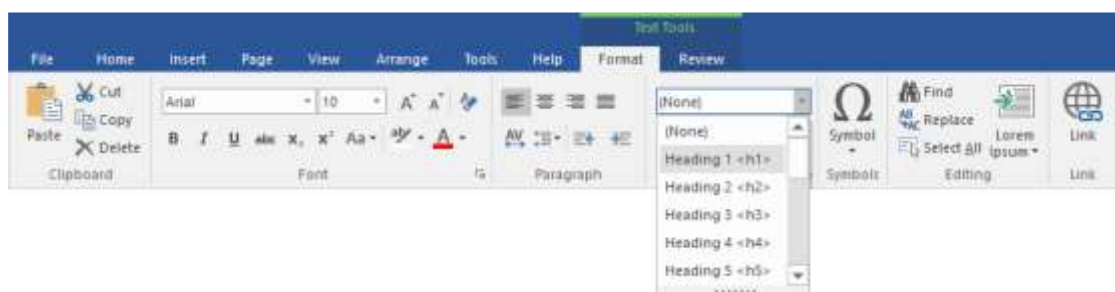 Text Tools
File Home Insert Page View Arrange Tools Help Format Review
Cut
Copy
Delete
Paste
Clipboard
Arial 10 A A
B I U abc x, x² Aa aby A
Font
AV
Paragraph
(None)
(None)
Heading 1 <h1>
Heading 2 <h2>
Heading 3 <h3>
Heading 4 <h4>
Heading 5 <h5>
Ω
Symbol
Symbols
Find
Replace
Select All
Lorem
Ipsum
Editing
Link
Link